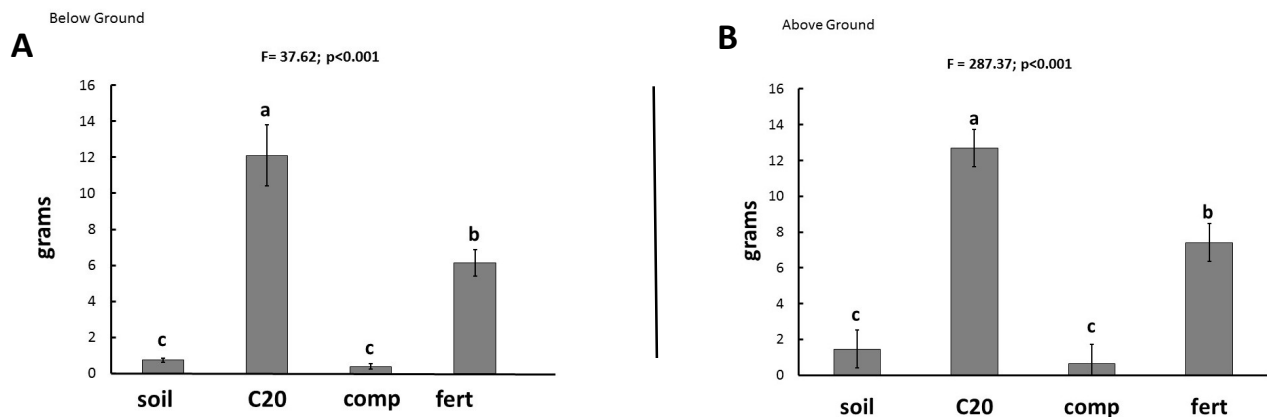 Below Ground
A
F= 37.62; p<0.001
16
14
12
10
8
6
4
2
0
grams
c
a
c
b
soil C20 comp fert
Above Ground
B
F = 287.37; p<0.001
16
14
12
10
8
6
4
2
0
grams
c
a
c
b
soil C20 comp fert